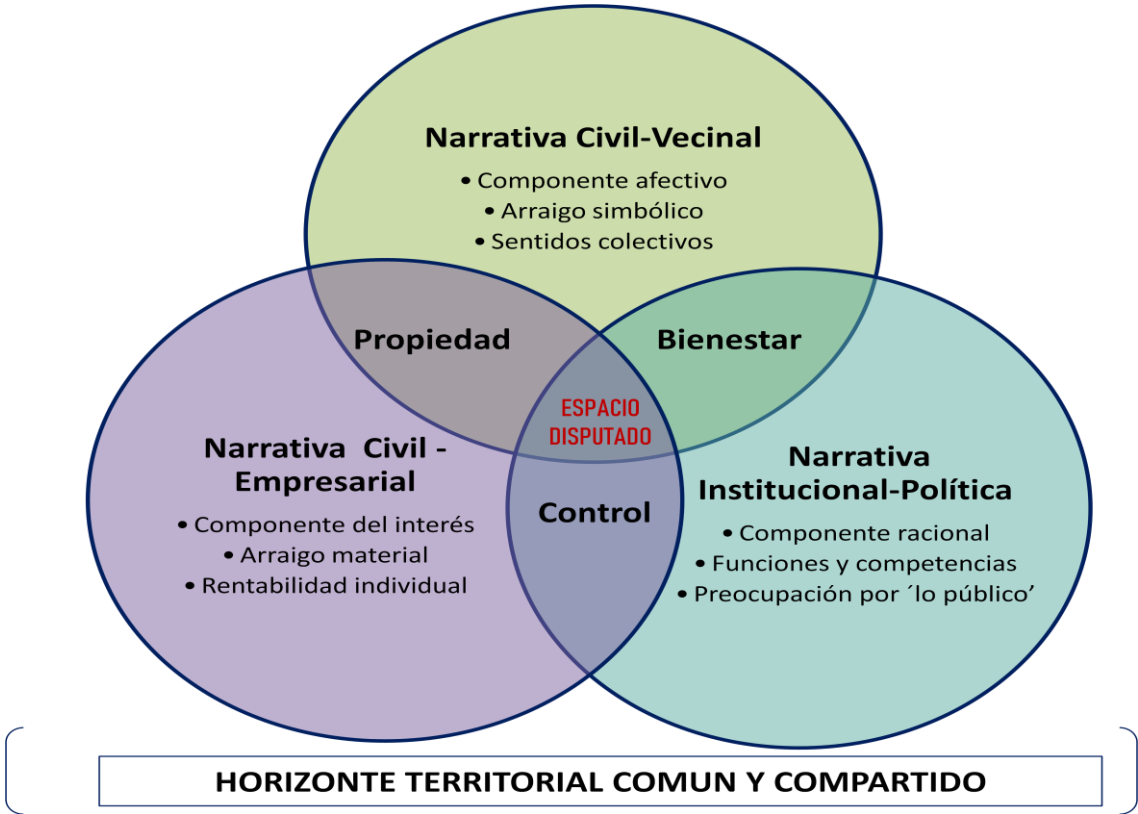 Narrativa Civil-Vecinal
• Componente afectivo
• Arraigo simbólico
• Sentidos colectivos
Propiedad
Bienestar
ESPACIO
DISPUTADO
Narrativa Civil -
Empresarial
• Componente del interés
• Arraigo material
• Rentabilidad individual
Control
Narrativa
Institucional-Política
• Componente racional
• Funciones y competencias
• Preocupación por ´lo público’
HORIZONTE TERRITORIAL COMUN Y COMPARTIDO